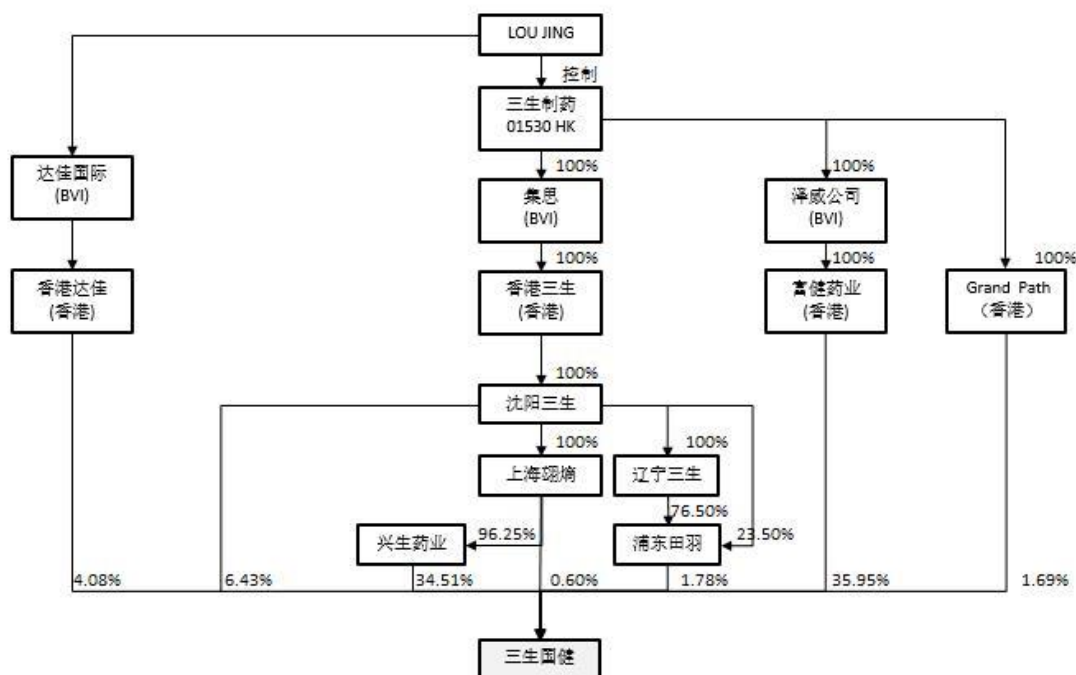 LOU JING
控制
三生制药
01530 HK
100%
100%
100%
达佳国际
(BVI)
集思
(BVI)
泽威公司
(BVI)
100%
100%
香港达佳
(香港)
香港三生
(香港)
富健药业
(香港)
Grand Path
（香港）
100%
沈阳三生
100%
100%
上海翊熵
辽宁三生
76.50%
兴生药业
96.25%
浦东田羽
23.50%
4.08%
6.43%
34.51%
0.60%
1.78%
35.95%
1.69%
三生国健